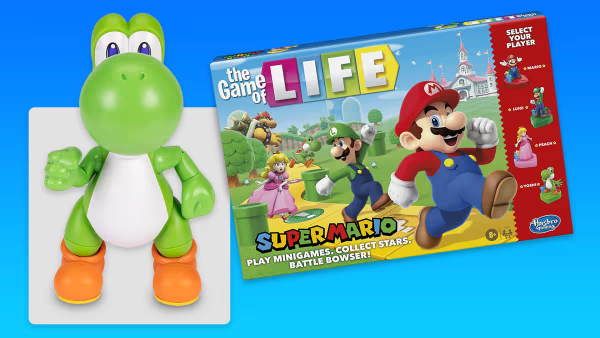 the
Game
of
LIFE
SELECT
YOUR
PLAYER
MARIO
LUIGI
PEACH
YOSHI
SUPER MARIO
PLAY MINIGAMES. COLLECT STARS.
BATTLE BOWSER!
8+
Hasbro
gaming